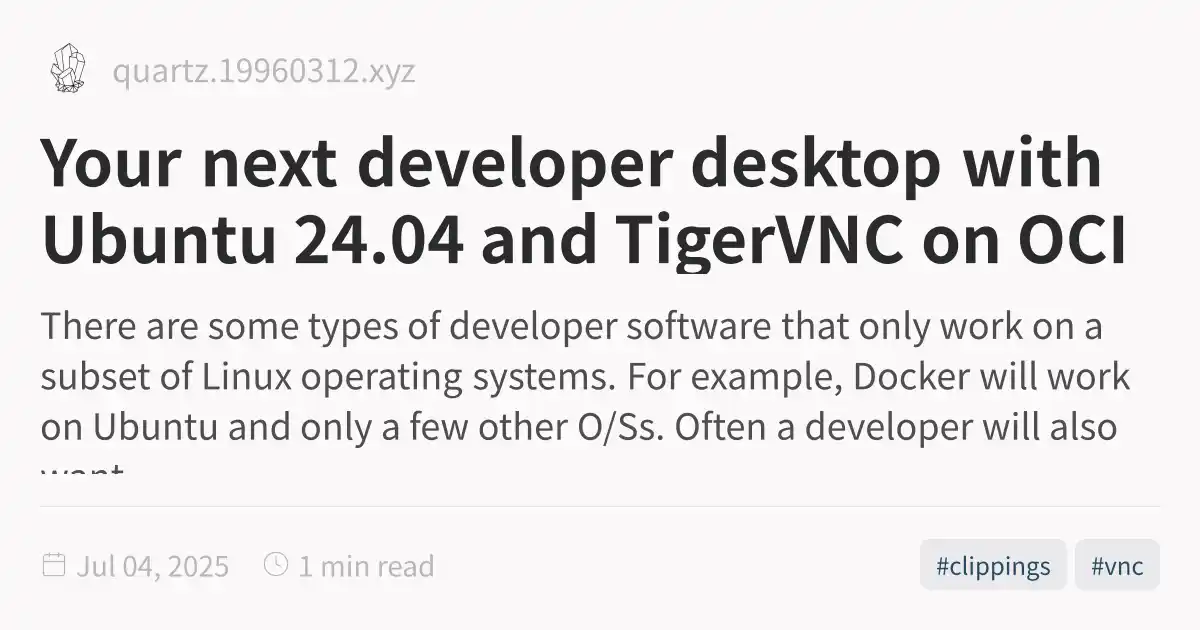 quartz.19960312.xyz
Your next developer desktop with
Ubuntu 24.04 and TigerVNC on OCI
There are some types of developer software that only work on a
subset of Linux operating systems. For example, Docker will work
on Ubuntu and only a few other O/Ss. Often a developer will also
want
Jul 04, 2025
1 min read
#clippings
#vnc